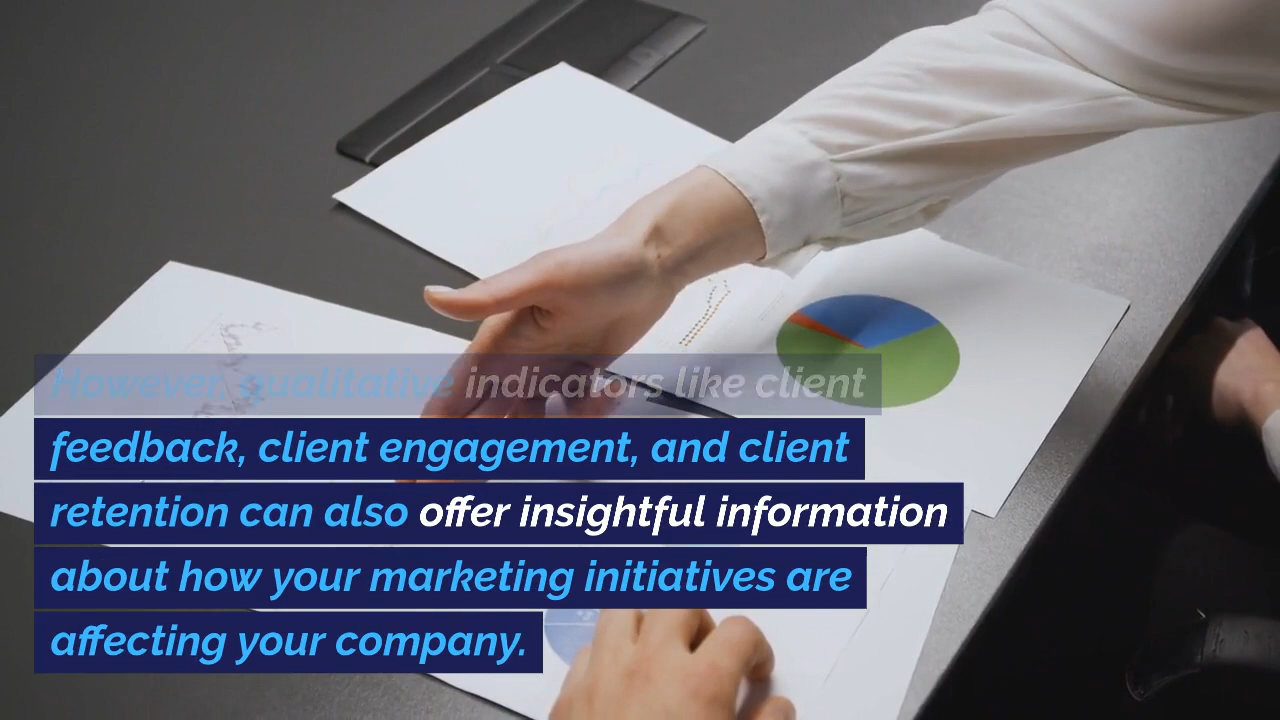 However, qualitative indicators like client
feedback, client engagement, and client
retention can also offer insightful information
about how your marketing initiatives are
affecting your company.